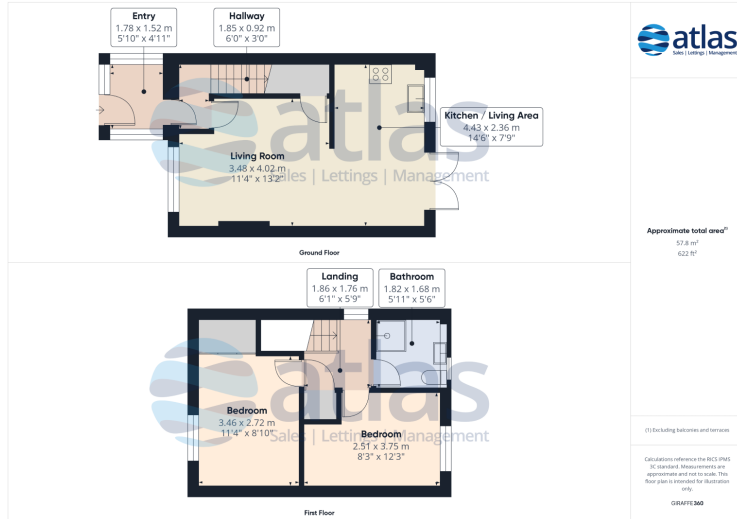 Entry
1.78 x 1.52 m
5'10" x 4'11"
Hallway
1.85 x 0.92 m
6'0" x 3'0"
Kitchen / Living Area
4.43 x 2.36 m
14'6" x 7'9"
Living Room
3.48 x 4.02 m
11'4" x 13'2"
atlas
Sales | Lettings | Management
Ground Floor
Landing
1.86 x 1.76 m
6'1" x 5'9"
Bathroom
1.82 x 1.68 m
5'11" x 5'6"
Bedroom
3.46 x 2.72 m
11'4" x 8'10"
Bedroom
2.51 x 3.75 m
8'3" x 12'3"
atlas
Sales | Lettings | Management
First Floor
atlas
Sales | Lettings | Management
Approximate total area(1)
57.8 m²
622 ft²
(1) Excluding balconies and terraces
Calculations reference the RICS IPMS
3C standard. Measurements are
approximate and not to scale. This
floor plan is intended for illustration
only.
GIRAFFE360